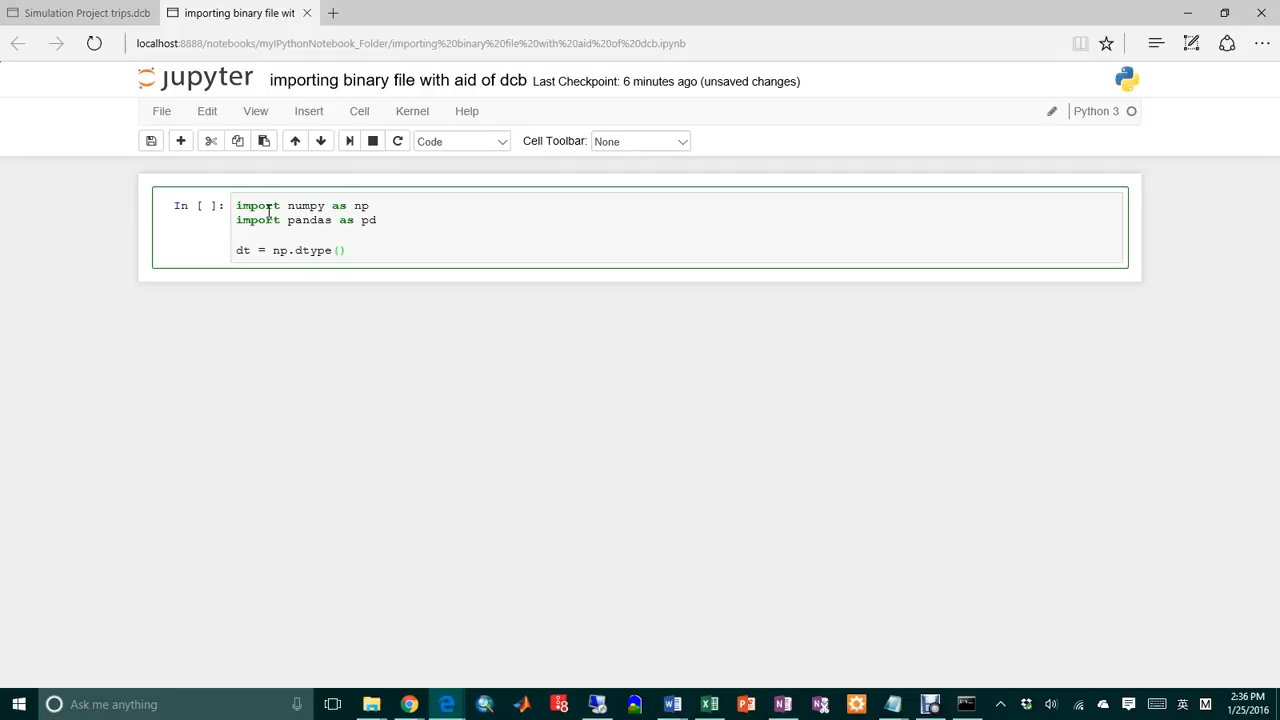 Simulation Project trips.dcb
importing binary file wit
localhost:8888/notebooks/myIPythonNotebook_Folder/importing%20binary%20file%20with%20aid%20of%20dcb.ipynb
jupyter importing binary file with aid of dcb Last Checkpoint: 6 minutes ago (unsaved changes)
File Edit View Insert Cell Kernel Help Python 3
Code Cell Toolbar: None
In [ ]: import numpy as np
import pandas as pd
dt = np.dtype()
Ask me anything
英 M
2:36 PM
1/25/2016